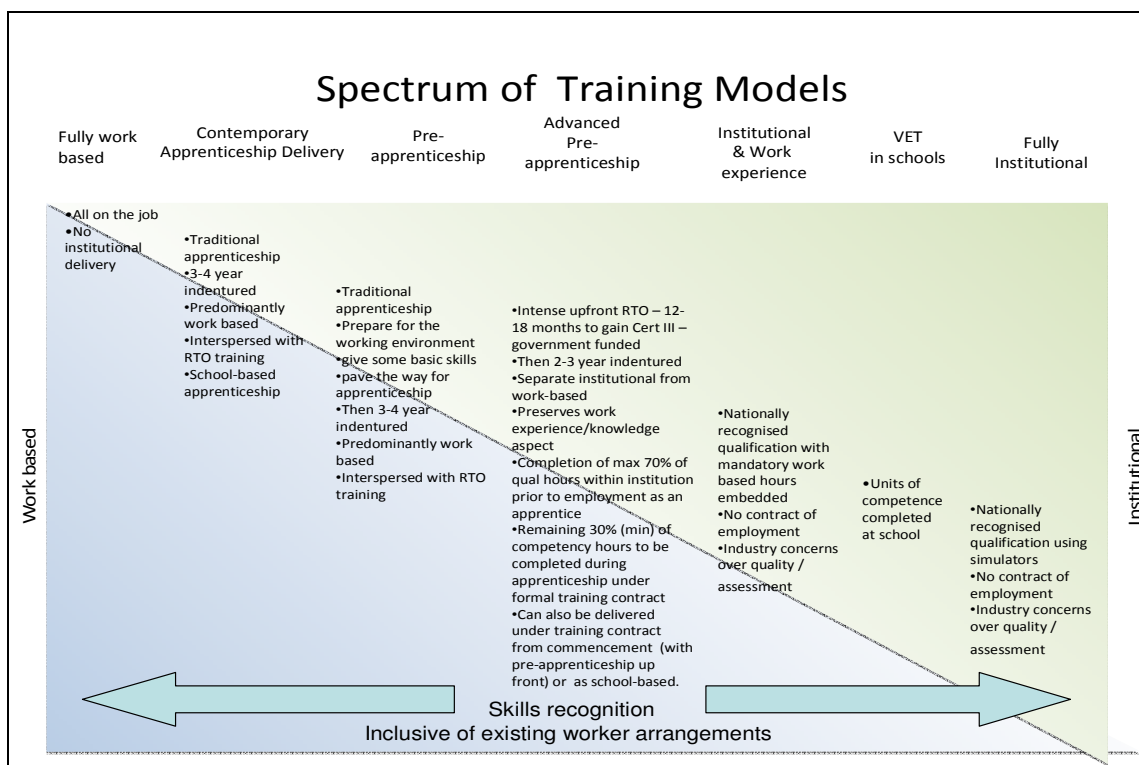 Spectrum of Training Models
Fully work
based
Contemporary
Apprenticeship Delivery
Pre-
apprenticeship
Advanced
Pre-
apprenticeship
Institutional
& Work
experience
VET
in schools
Fully
Institutional
•All on the job
•No
institutional
delivery
•Traditional
apprenticeship
•3-4 year
indentured
•Predominantly
work based
•Interspersed with
RTO training
•School-based
apprenticeship
•Traditional
apprenticeship
•Prepare for the
working environment
•give some basic skills
•pave the way for
apprenticeship
•Then 3-4 year
indentured
•Predominantly work
based
•Interspersed with RTO
training
•Intense upfront RTO – 12-
18 months to gain Cert III –
government funded
•Then 2-3 year indentured
•Separate institutional from
work-based
•Preserves work
experience/knowledge
aspect
•Completion of max 70% of
qual hours within institution
prior to employment as an
apprentice
•Remaining 30% (min) of
competency hours to be
completed during
apprenticeship under
formal training contract
•Can also be delivered
under training contract
from commencement (with
pre-apprenticeship up
front) or as school-based.
•Nationally
recognised
qualification with
mandatory work
based hours
embedded
•No contract of
employment
•Industry concerns
over quality /
assessment
•Units of
competence
completed
at school
•Nationally
recognised
qualification using
simulators
•No contract of
employment
•Industry concerns
over quality /
assessment
Work based
Institutional
Skills recognition
Inclusive of existing worker arrangements